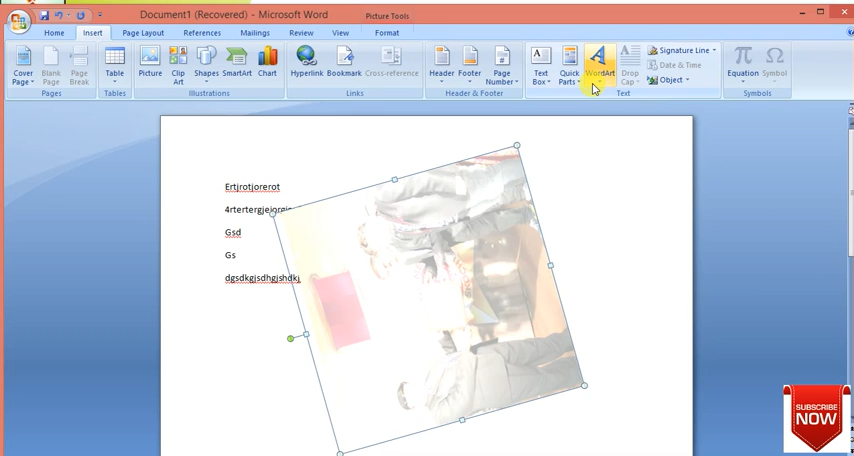 Document1 (Recovered) - Microsoft Word
Picture Tools
Home Insert Page Layout References Mailings Review View Format
Cover Page
Blank Page
Page Break
Pages
Table
Tables
Picture
Clip Art
Shapes
SmartArt
Chart
Illustrations
Hyperlink
Bookmark
Cross-reference
Links
Header
Footer
Page Number
Header & Footer
Text Box
Quick Parts
WordArt
Drop Cap
Signature Line
Date & Time
Object
Text
Equation
Symbol
Symbols
Ertjrotjorerot
Gsd
Gs
dgsdkgjsdhgjshdkj
SUBSCRIBE
NOW